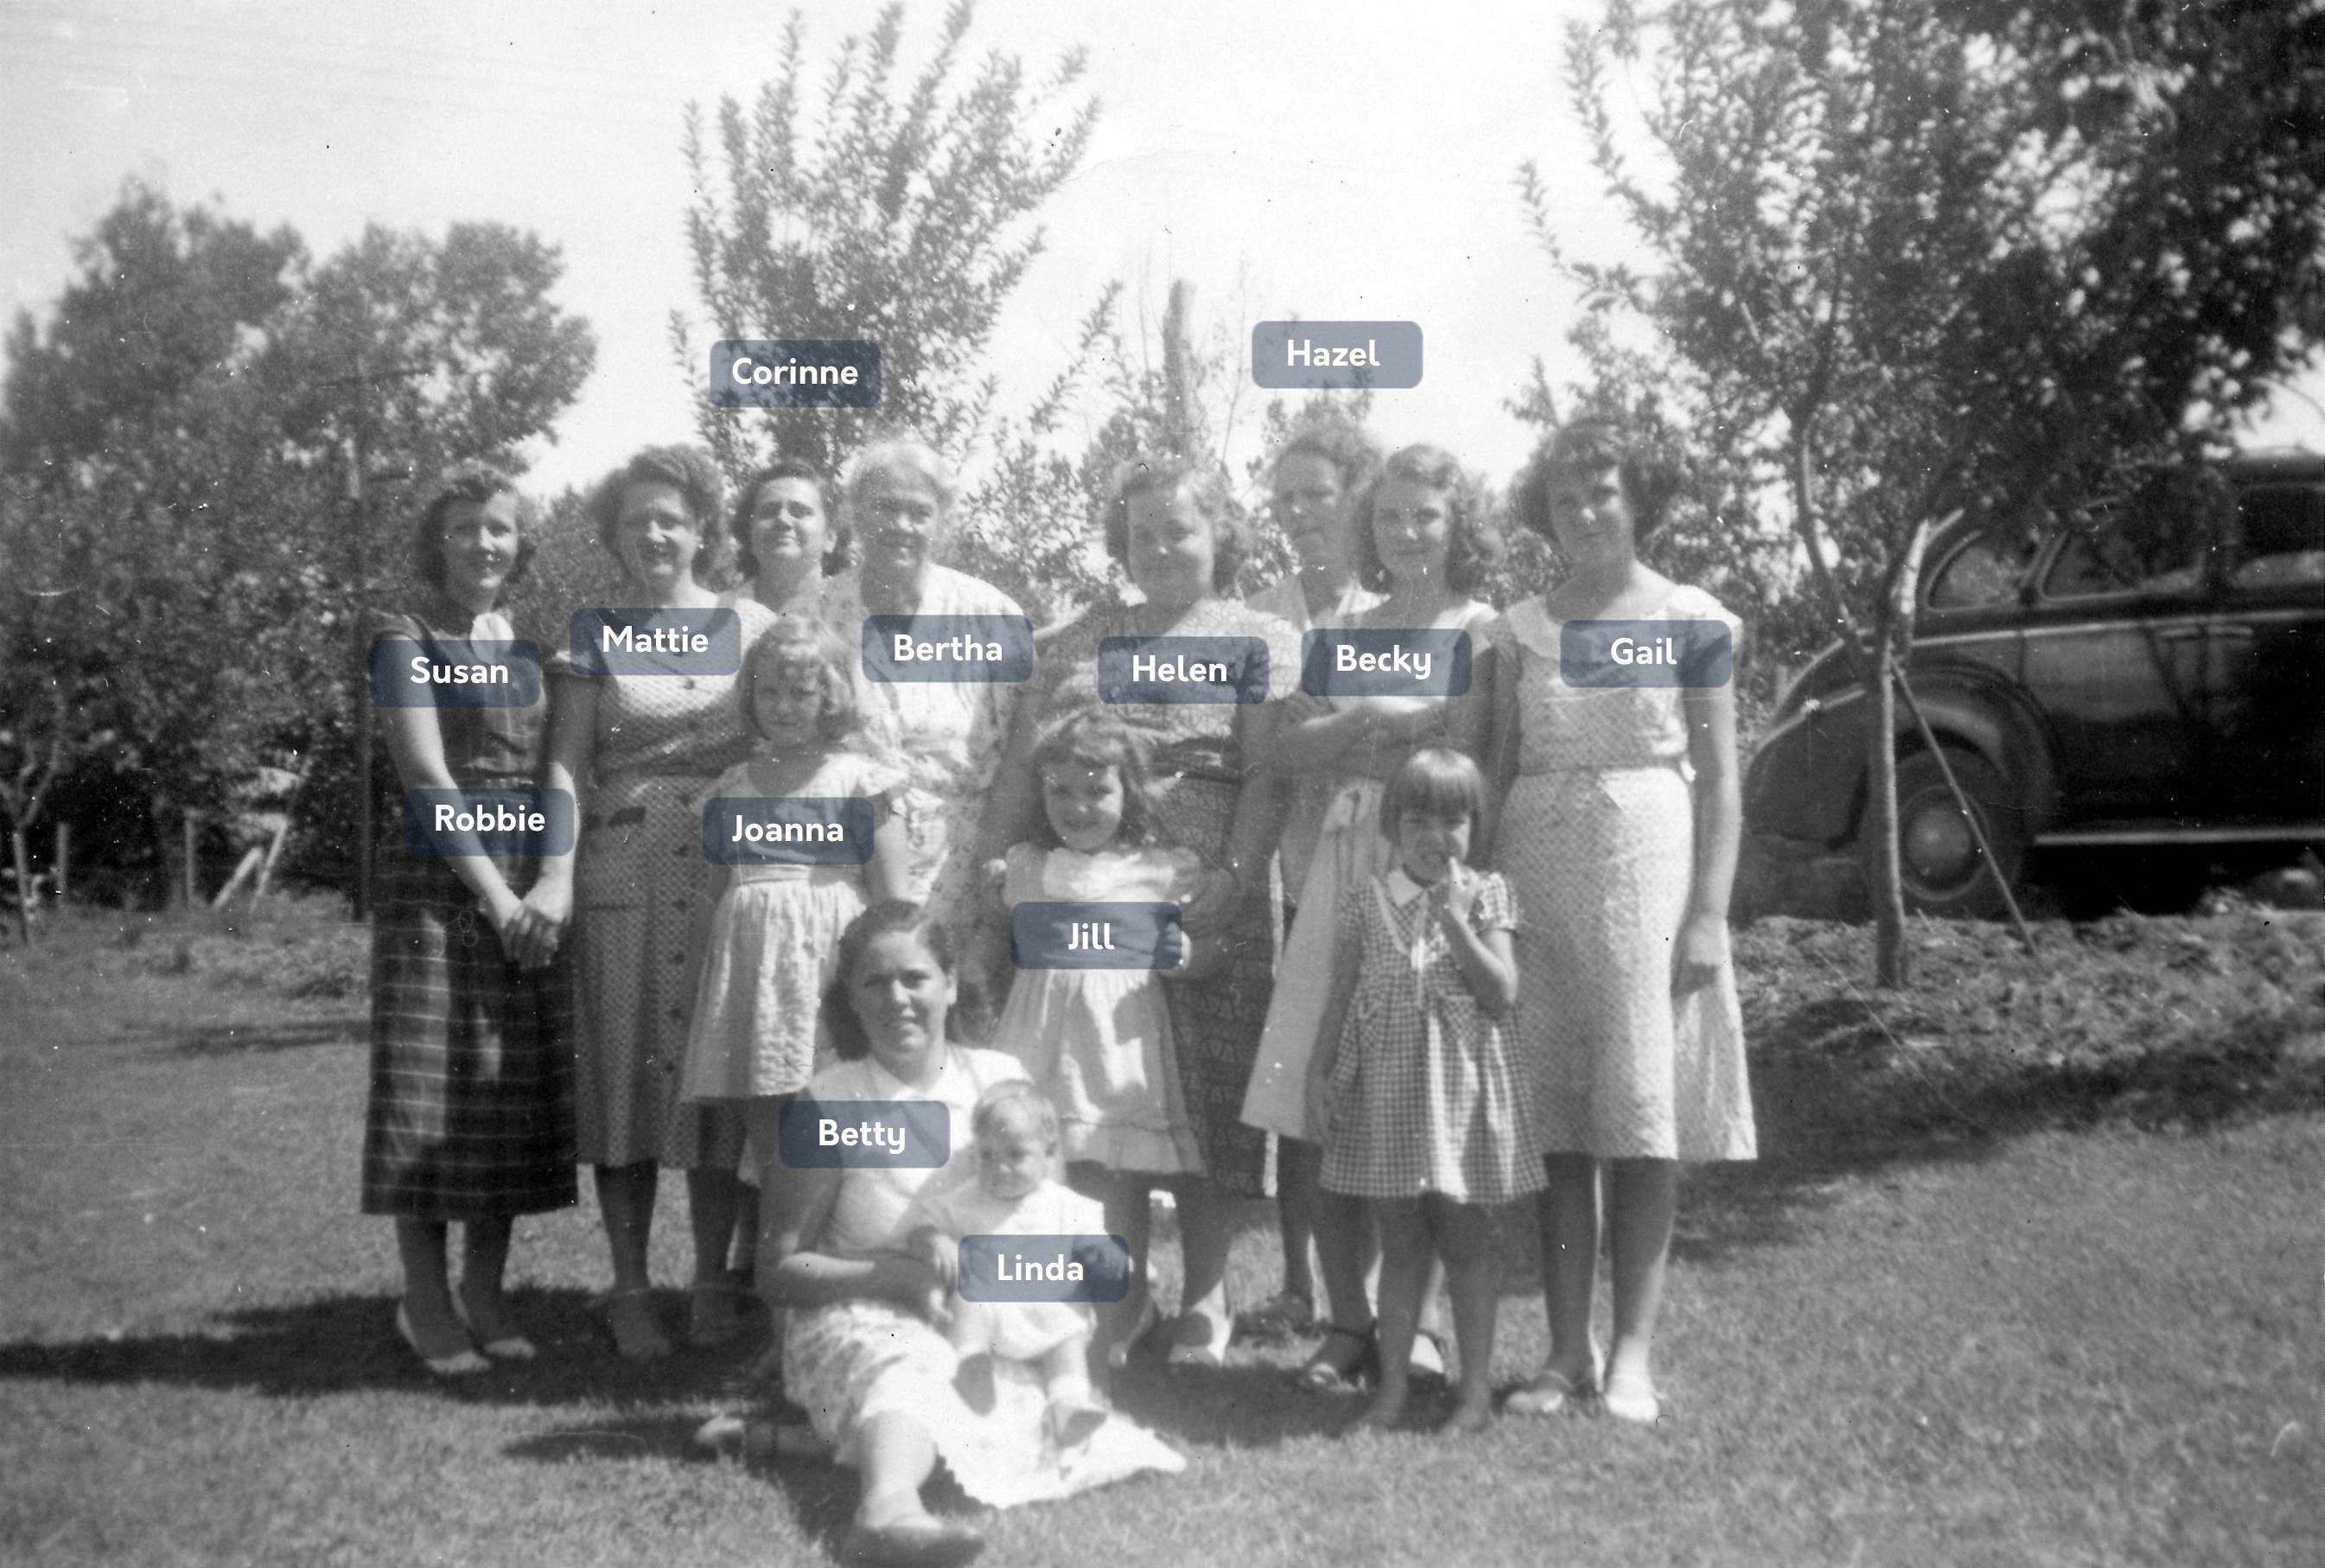 Corinne
Hazel
Susan
Mattie
Bertha
Helen
Becky
Gail
Robbie
Joanna
Jill
Betty
Linda